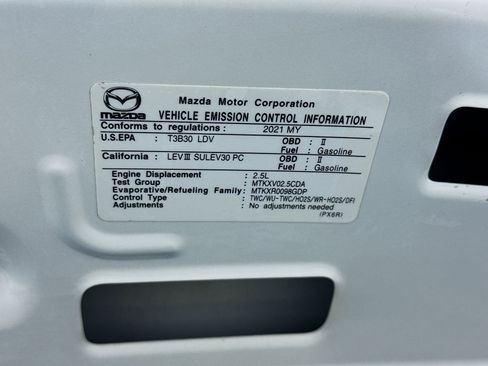 Mazda Motor Corporation
mazda VEHICLE EMISSION CONTROL INFORMATION
Conforms to regulations : 2021 MY
U.S.EPA : T3B30 LDV OBD : II
Fuel : Gasoline
California : LEVⅢ SULEV30 PC OBD : II
Fuel : Gasoline
Engine Displacement : 2.5L
Test Group : MTKXV02.5CDA
Evaporative/Refueling Family: MTKXR0098GDP
Control Type : TWC/WU-TWC/HO2S/WR-HO2S/DFI
Adjustments : No adjustments needed
(PX6R)